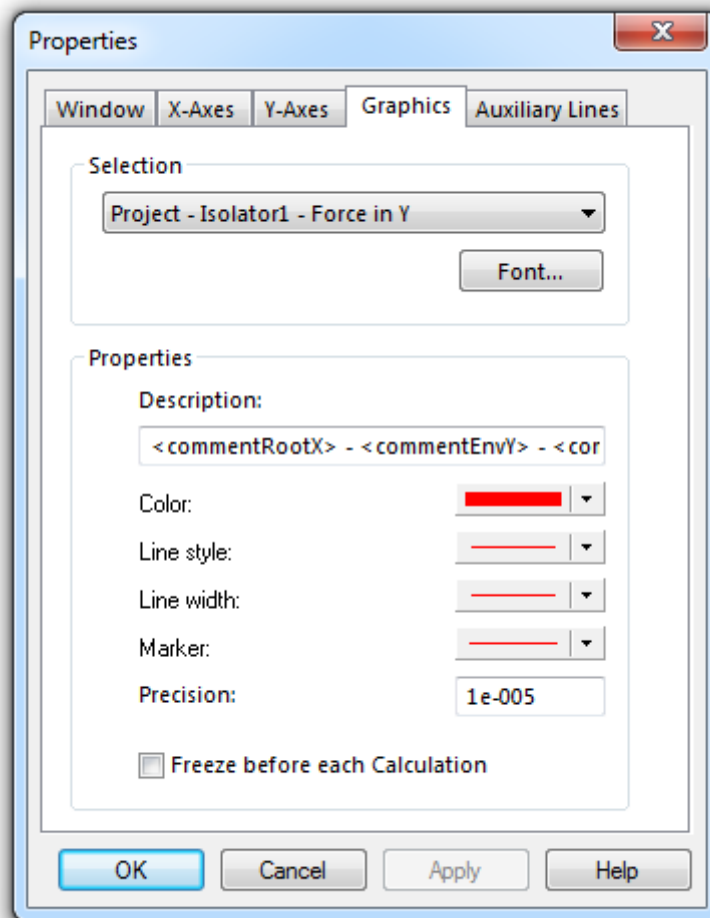 Properties
X
Window X-Axes Y-Axes Graphics Auxiliary Lines
Selection
Project - Isolator1 - Force in Y
Font...
Properties
Description:
<commentRootX> - <commentEnvY> - <cor
Color:
Line style:
Line width:
Marker:
Precision: 1e-005
Freeze before each Calculation
OK Cancel Apply Help